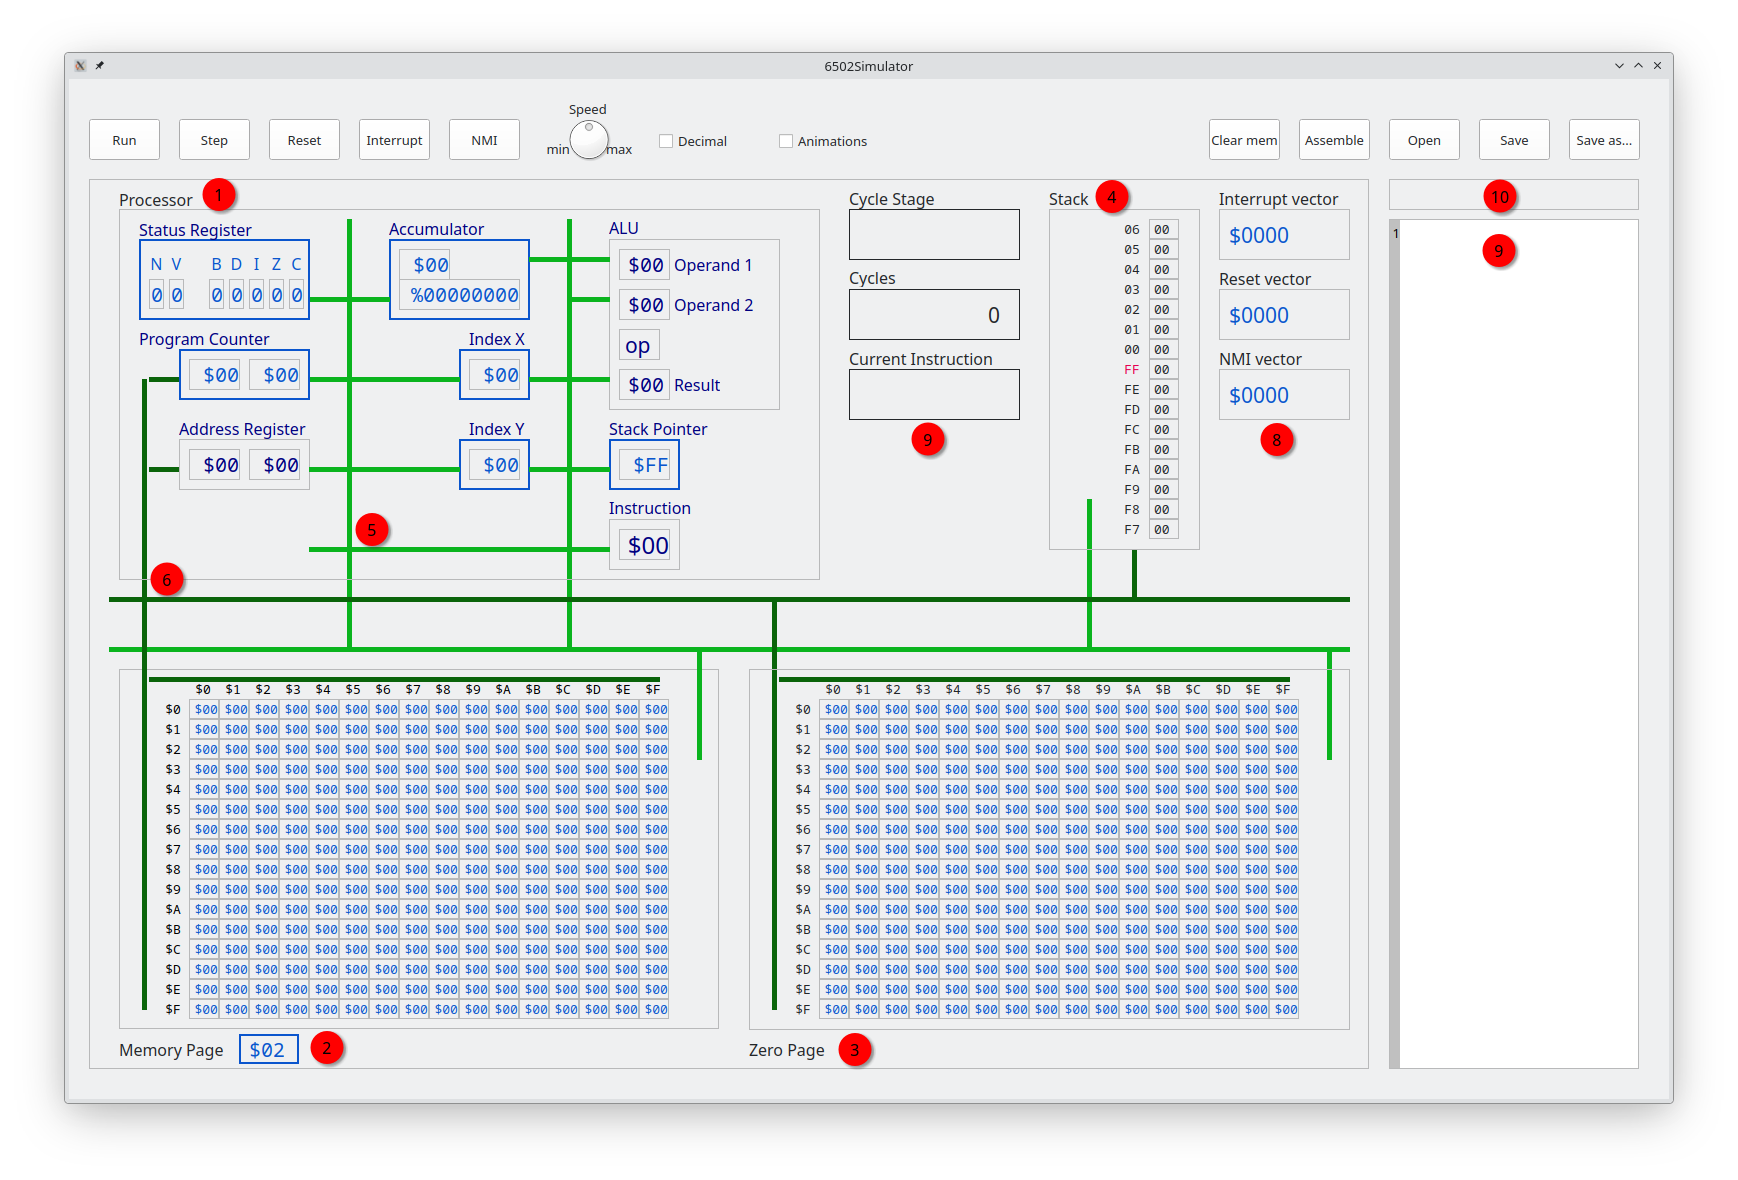 6502Simulator
Speed
Run Step Reset Interrupt NMI min max Decimal Animations Clear mem Assemble Open Save Save as...
Processor 1 Cycle Stage Stack 4 Interrupt vector 10
Status Register Accumulator ALU
N V B D I Z C $00 $00 Operand 1
0 0 0 0 0 0 0 %00000000 $00 Operand 2
op
$00 Result
Program Counter Index X
$00 $00 $00
Address Register Index Y Stack Pointer
$00 $00 $00 $FF
Instruction
$00
5
6
Cycles
0
Current Instruction
9
06 00
05 00
04 00
03 00
02 00
01 00
00 00
FF 00
FE 00
FD 00
FC 00
FB 00
FA 00
F9 00
F8 00
F7 00
$0000
Reset vector
$0000
NMI vector
$0000
8
1
9
$0 $1 $2 $3 $4 $5 $6 $7 $8 $9 $A $B $C $D $E $F
$0 $00 $00 $00 $00 $00 $00 $00 $00 $00 $00 $00 $00 $00 $00 $00 $00
$1 $00 $00 $00 $00 $00 $00 $00 $00 $00 $00 $00 $00 $00 $00 $00 $00
$2 $00 $00 $00 $00 $00 $00 $00 $00 $00 $00 $00 $00 $00 $00 $00 $00
$3 $00 $00 $00 $00 $00 $00 $00 $00 $00 $00 $00 $00 $00 $00 $00 $00
$4 $00 $00 $00 $00 $00 $00 $00 $00 $00 $00 $00 $00 $00 $00 $00 $00
$5 $00 $00 $00 $00 $00 $00 $00 $00 $00 $00 $00 $00 $00 $00 $00 $00
$6 $00 $00 $00 $00 $00 $00 $00 $00 $00 $00 $00 $00 $00 $00 $00 $00
$7 $00 $00 $00 $00 $00 $00 $00 $00 $00 $00 $00 $00 $00 $00 $00 $00
$8 $00 $00 $00 $00 $00 $00 $00 $00 $00 $00 $00 $00 $00 $00 $00 $00
$9 $00 $00 $00 $00 $00 $00 $00 $00 $00 $00 $00 $00 $00 $00 $00 $00
$A $00 $00 $00 $00 $00 $00 $00 $00 $00 $00 $00 $00 $00 $00 $00 $00
$B $00 $00 $00 $00 $00 $00 $00 $00 $00 $00 $00 $00 $00 $00 $00 $00
$C $00 $00 $00 $00 $00 $00 $00 $00 $00 $00 $00 $00 $00 $00 $00 $00
$D $00 $00 $00 $00 $00 $00 $00 $00 $00 $00 $00 $00 $00 $00 $00 $00
$E $00 $00 $00 $00 $00 $00 $00 $00 $00 $00 $00 $00 $00 $00 $00 $00
$F $00 $00 $00 $00 $00 $00 $00 $00 $00 $00 $00 $00 $00 $00 $00 $00
Memory Page $02 2
$0 $1 $2 $3 $4 $5 $6 $7 $8 $9 $A $B $C $D $E $F
$0 $00 $00 $00 $00 $00 $00 $00 $00 $00 $00 $00 $00 $00 $00 $00 $00
$1 $00 $00 $00 $00 $00 $00 $00 $00 $00 $00 $00 $00 $00 $00 $00 $00
$2 $00 $00 $00 $00 $00 $00 $00 $00 $00 $00 $00 $00 $00 $00 $00 $00
$3 $00 $00 $00 $00 $00 $00 $00 $00 $00 $00 $00 $00 $00 $00 $00 $00
$4 $00 $00 $00 $00 $00 $00 $00 $00 $00 $00 $00 $00 $00 $00 $00 $00
$5 $00 $00 $00 $00 $00 $00 $00 $00 $00 $00 $00 $00 $00 $00 $00 $00
$6 $00 $00 $00 $00 $00 $00 $00 $00 $00 $00 $00 $00 $00 $00 $00 $00
$7 $00 $00 $00 $00 $00 $00 $00 $00 $00 $00 $00 $00 $00 $00 $00 $00
$8 $00 $00 $00 $00 $00 $00 $00 $00 $00 $00 $00 $00 $00 $00 $00 $00
$9 $00 $00 $00 $00 $00 $00 $00 $00 $00 $00 $00 $00 $00 $00 $00 $00
$A $00 $00 $00 $00 $00 $00 $00 $00 $00 $00 $00 $00 $00 $00 $00 $00
$B $00 $00 $00 $00 $00 $00 $00 $00 $00 $00 $00 $00 $00 $00 $00 $00
$C $00 $00 $00 $00 $00 $00 $00 $00 $00 $00 $00 $00 $00 $00 $00 $00
$D $00 $00 $00 $00 $00 $00 $00 $00 $00 $00 $00 $00 $00 $00 $00 $00
$E $00 $00 $00 $00 $00 $00 $00 $00 $00 $00 $00 $00 $00 $00 $00 $00
$F $00 $00 $00 $00 $00 $00 $00 $00 $00 $00 $00 $00 $00 $00 $00 $00
Zero Page 3